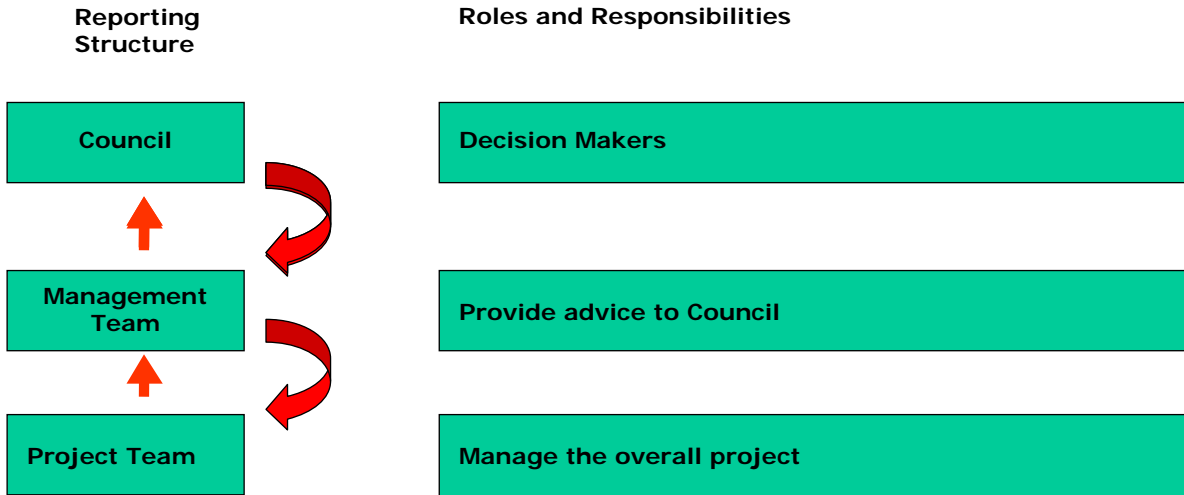 Reporting
Structure
Roles and Responsibilities
Council
Decision Makers
Management
Team
Provide advice to Council
Project Team
Manage the overall project